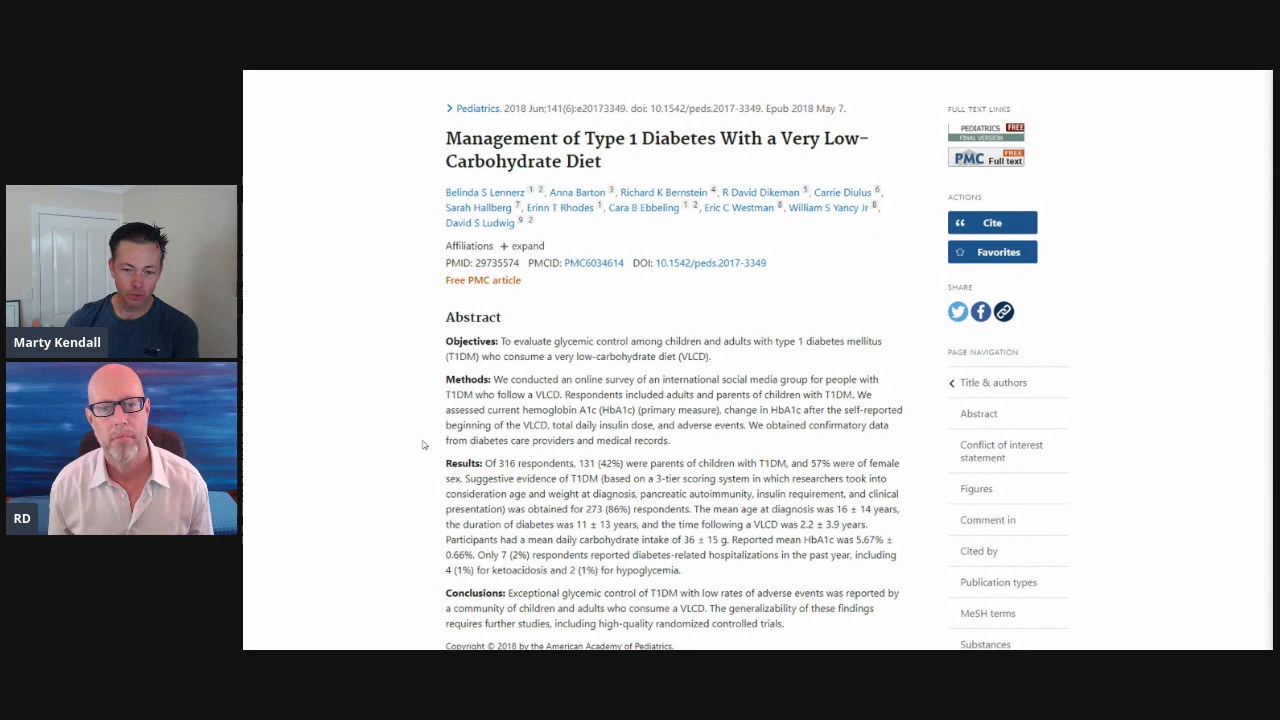 Pediatrics. 2018 Jun;141(6):e20173349. doi: 10.1542/peds.2017-3349. Epub 2018 May 7.
Management of Type 1 Diabetes With a Very Low-
Carbohydrate Diet
Belinda S Lennerz 1 2, Anna Barton 3, Richard K Bernstein 4, R David Dikeman 5, Carrie Diulus 6,
Sarah Hallberg 7, Erinn T Rhodes 1, Cara B Ebbeling 1 2, Eric C Westman 8, William S Yancy Jr 8,
David S Ludwig 9 2
Affiliations + expand
PMID: 29735574 PMCID: PMC6034614 DOI: 10.1542/peds.2017-3349
Free PMC article
Abstract
Objectives: To evaluate glycemic control among children and adults with type 1 diabetes mellitus
(T1DM) who consume a very low-carbohydrate diet (VLCD).
Methods: We conducted an online survey of an international social media group for people with
T1DM who follow a VLCD. Respondents included adults and parents of children with T1DM. We
assessed current hemoglobin A1c (HbA1c) (primary measure), change in HbA1c after the self-reported
beginning of the VLCD, total daily insulin dose, and adverse events. We obtained confirmatory data
from diabetes care providers and medical records.
Results: Of 316 respondents, 131 (42%) were parents of children with T1DM, and 57% were of female
sex. Suggestive evidence of T1DM (based on a 3-tier scoring system in which researchers took into
consideration age and weight at diagnosis, pancreatic autoimmunity, insulin requirement, and clinical
presentation) was obtained for 273 (86%) respondents. The mean age at diagnosis was 16 ± 14 years,
the duration of diabetes was 11 ± 13 years, and the time following a VLCD was 2.2 ± 3.9 years.
Participants had a mean daily carbohydrate intake of 36 ± 15 g. Reported mean HbA1c was 5.67% ±
0.66%. Only 7 (2%) respondents reported diabetes-related hospitalizations in the past year, including
4 (1%) for ketoacidosis and 2 (1%) for hypoglycemia.
Conclusions: Exceptional glycemic control of T1DM with low rates of adverse events was reported by
a community of children and adults who consume a VLCD. The generalizability of these findings
requires further studies, including high-quality randomized controlled trials.
Copyright © 2018 by the American Academy of Pediatrics.
FULL TEXT LINKS
PEDIATRICS FREE
FINAL VERSION
PMC FREE Full text
ACTIONS
Cite
Favorites
SHARE
PAGE NAVIGATION
Title & authors
Abstract
Conflict of interest
statement
Figures
Comment in
Cited by
Publication types
MeSH terms
Substances
Marty Kendall
RD